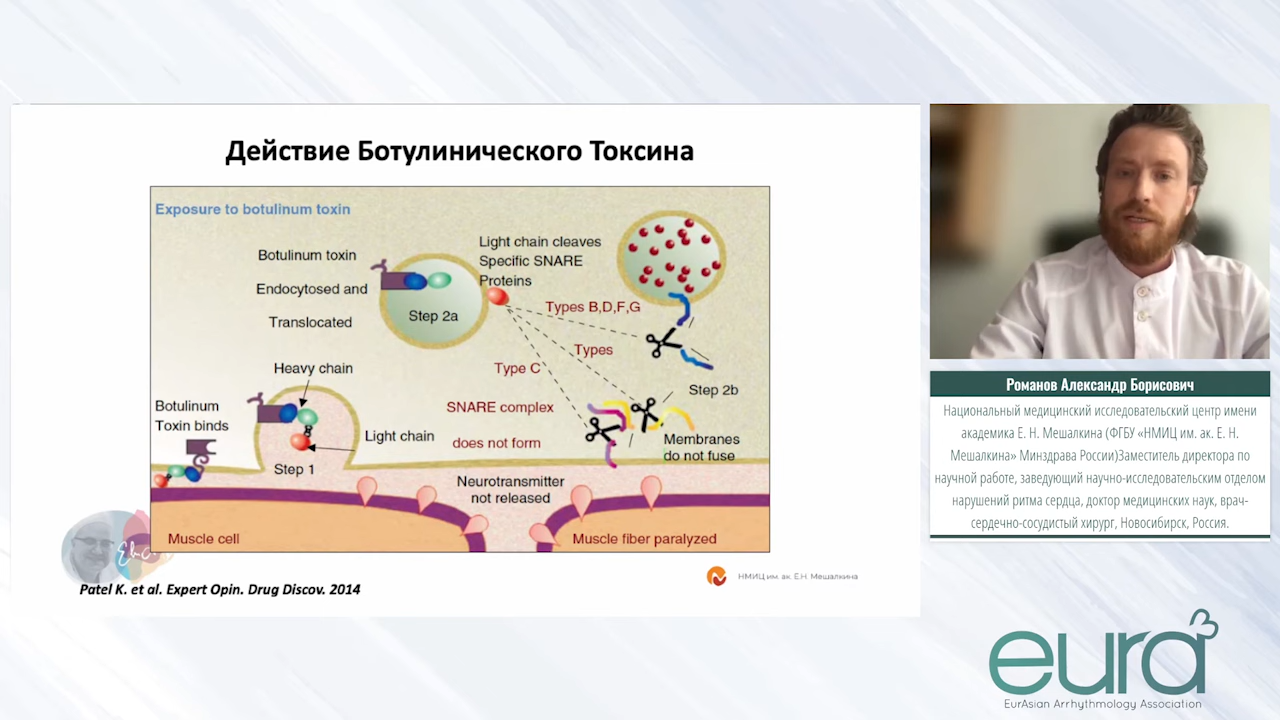 Действие Ботулинического Токсина
Exposure to botulinum toxin
Botulinum toxin
Endocytosed and
Translocated
Step 2a
Light chain cleaves
Specific SNARE
Proteins
Types B,D,F,G
Types
Type C
Step 2b
Heavy chain
Botulinum
Toxin binds
Light chain
Step 1
SNARE complex
does not form
Membranes
do not fuse
Neurotransmitter
not released
Muscle cell
Muscle fiber paralyzed
НМИЦ им. ак. Е.Н. Мешалкина
Patel K. et al. Expert Opin. Drug Discov. 2014
Романов Александр Борисович
Национальный медицинский исследовательский центр имени
академика Е. Н. Мешалкина (ФГБУ «НМИЦ им. ак. Е. Н.
Мешалкина» Минздрава России)Заместитель директора по
научной работе, заведующий научно-исследовательским отделом
нарушений ритма сердца, доктор медицинских наук, врач-
сердечно-сосудистый хирург, Новосибирск, Россия.
eura
EurAsian Arrhythmology Association